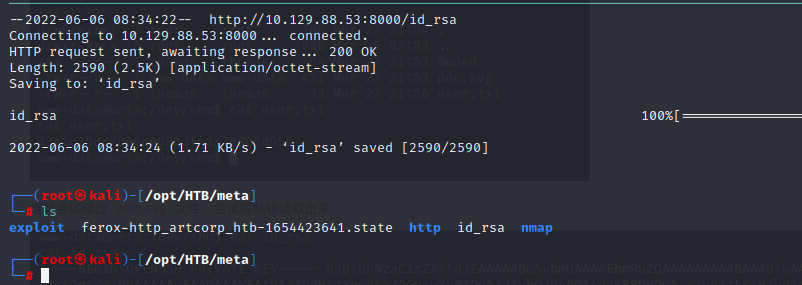 --2022-06-06 08:34:22-- http://10.129.88.53:8000/id_rsa
Connecting to 10.129.88.53:8000... connected.
HTTP request sent, awaiting response... 200 OK
Length: 2590 (2.5K) [application/octet-stream]
Saving to: ‘id_rsa’
id_rsa 100%[
2022-06-06 08:34:24 (1.71 KB/s) - ‘id_rsa’ saved [2590/2590]
┌──(root㉿kali)-[/opt/HTB/meta]
└─# ls
exploit ferox-http_artcorp_htb-1654423641.state http id_rsa nmap
┌──(root㉿kali)-[/opt/HTB/meta]
└─#